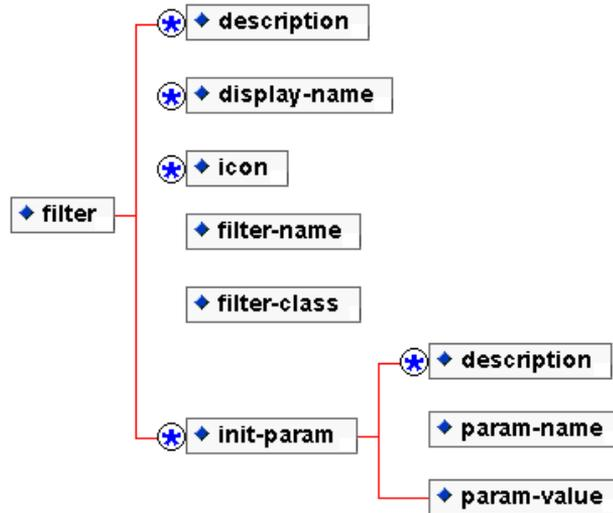 description
display-name
icon
filter
filter-name
filter-class
description
init-param
param-name
param-value